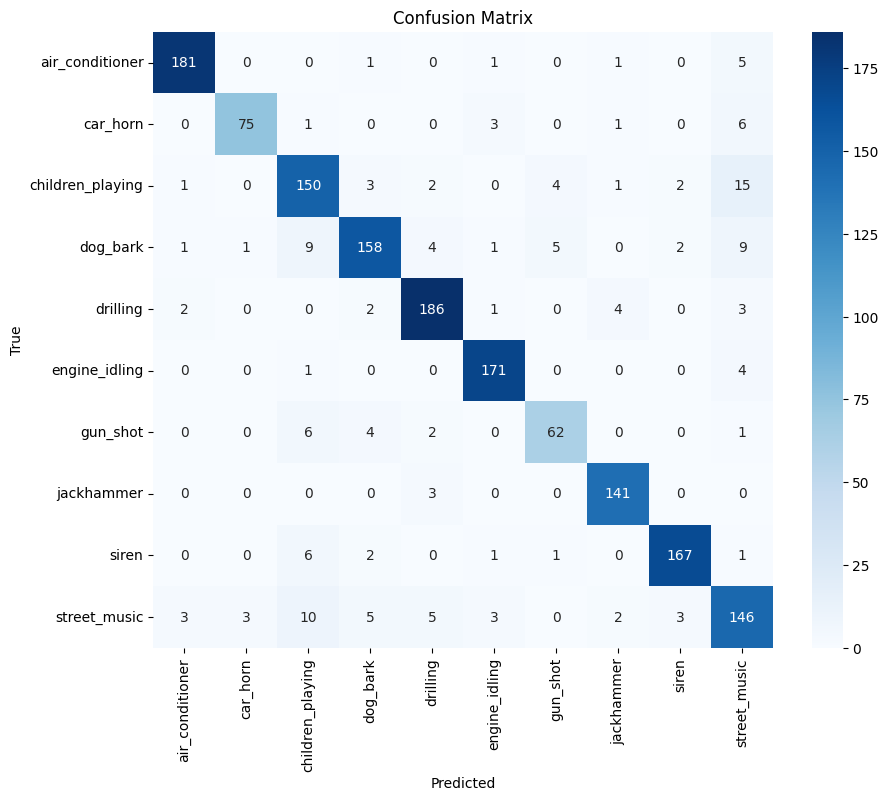 Confusion Matrix
air_conditioner 181 0 0 1 0 1 0 1 0 5
car_horn 0 75 1 0 0 3 0 1 0 6
children_playing 1 0 150 3 2 0 4 1 2 15
dog_bark 1 1 9 158 4 1 5 0 2 9
drilling 2 0 0 2 186 1 0 4 0 3
engine_idling 0 0 1 0 0 171 0 0 0 4
gun_shot 0 0 6 4 2 0 62 0 0 1
jackhammer 0 0 0 0 3 0 0 141 0 0
siren 0 0 6 2 0 1 1 0 167 1
street_music 3 3 10 5 5 3 0 2 3 146
True
air_conditioner
car_horn
children_playing
dog_bark
drilling
engine_idling
gun_shot
jackhammer
siren
street_music
Predicted
175
150
125
100
75
50
25
0